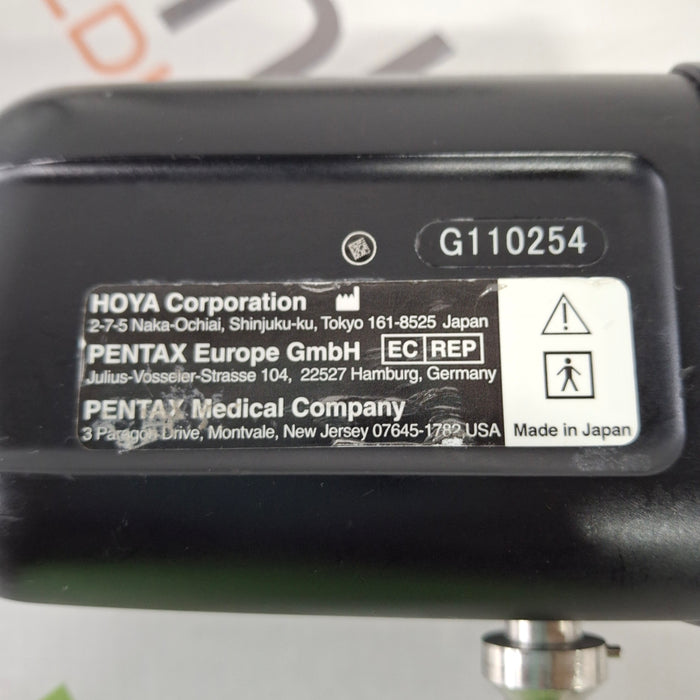 G110254
HOYA Corporation
2-7-5 Naka-Ochiai, Shinjuku-ku, Tokyo 161-8525 Japan
PENTAX Europe GmbH EC REP
Julius-Vosseler-Strasse 104, 22527 Hamburg, Germany
PENTAX Medical Company
3 Paragon Drive, Montvale, New Jersey 07645-1782 USA
Made in Japan